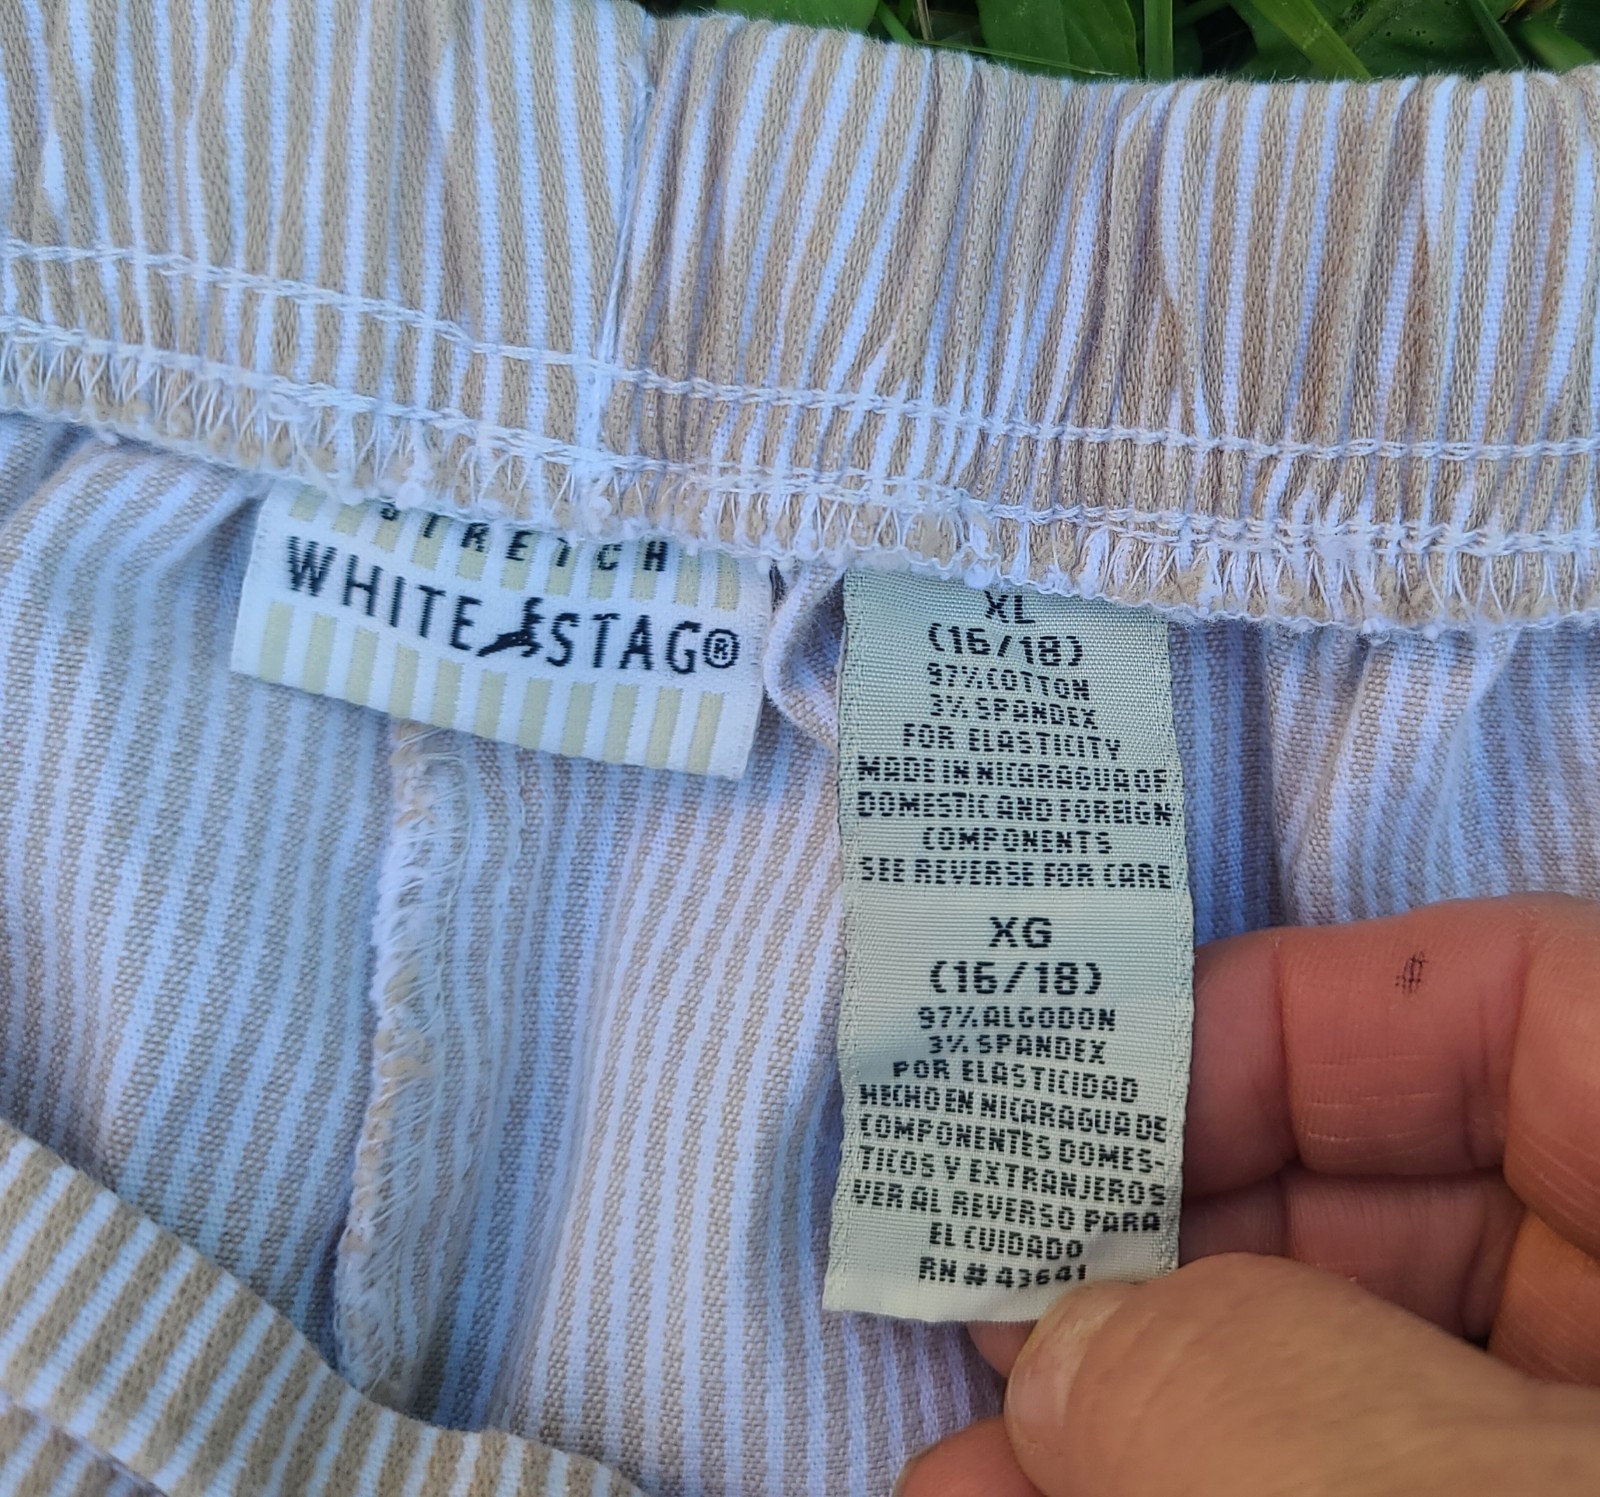 STRETCH
WHITE STAG®
XL
(16/18)
97% COTTON
3% SPANDEX
FOR ELASTICITY
MADE IN NICARAGUA OF
DOMESTIC AND FOREIGN
COMPONENTS
SEE REVERSE FOR CARE
XG
(16/18)
97% ALGODON
3% SPANDEX
POR ELASTICIDAD
HECHO EN NICARAGUA DE
COMPONENTES DOMES-
TICOS Y EXTRANJEROS
VER AL REVERSO PARA
EL CUIDADO
RN # 43641